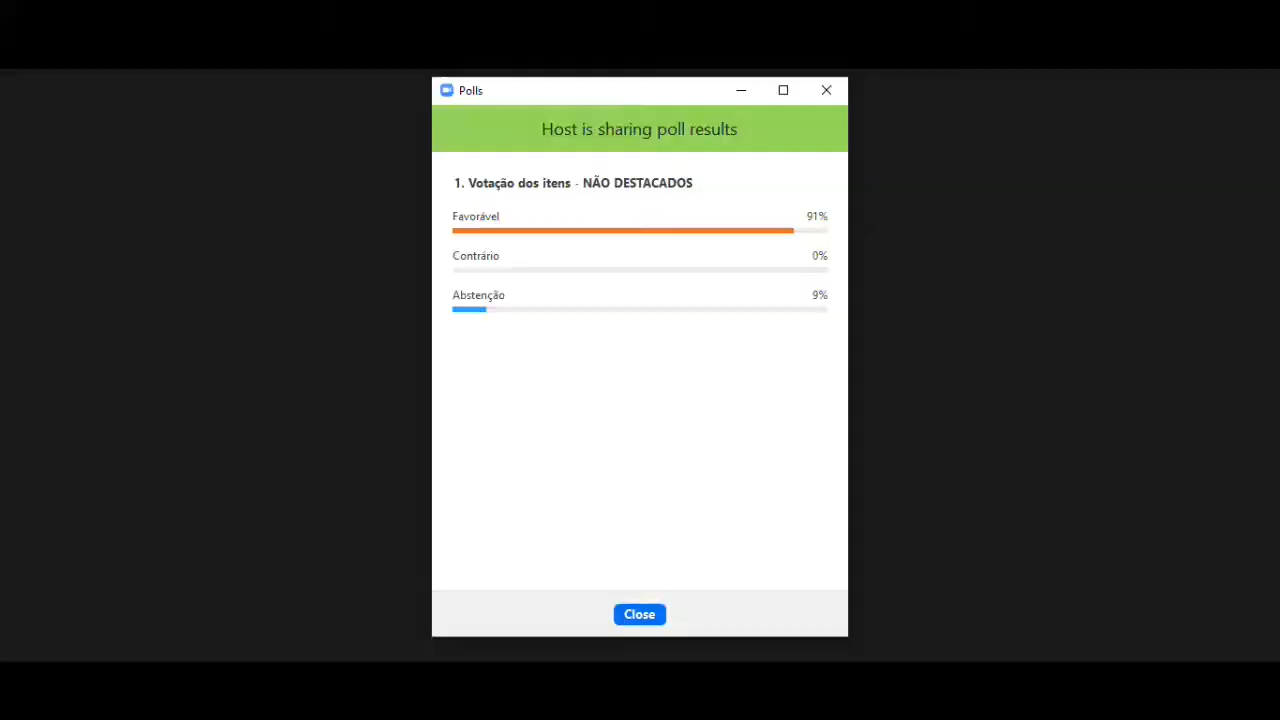 Polls
Host is sharing poll results
1. Votação dos itens - NÃO DESTACADOS
Favorável 91%
Contrário 0%
Abstenção 9%
Close